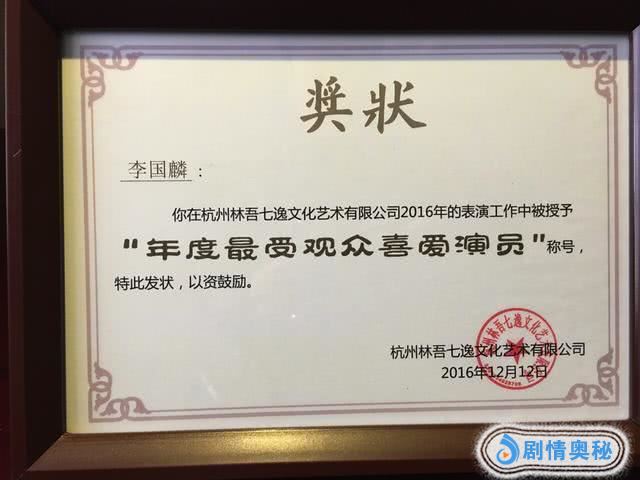 奖状
李国麟：
你在杭州林吾七逸文化艺术有限公司2016年的表演工作中被授予
“年度最受观众喜爱演员”称号，
特此发状，以资鼓励。
杭州林吾七逸文化艺术有限公司
2016年12月12日
剧情奥秘